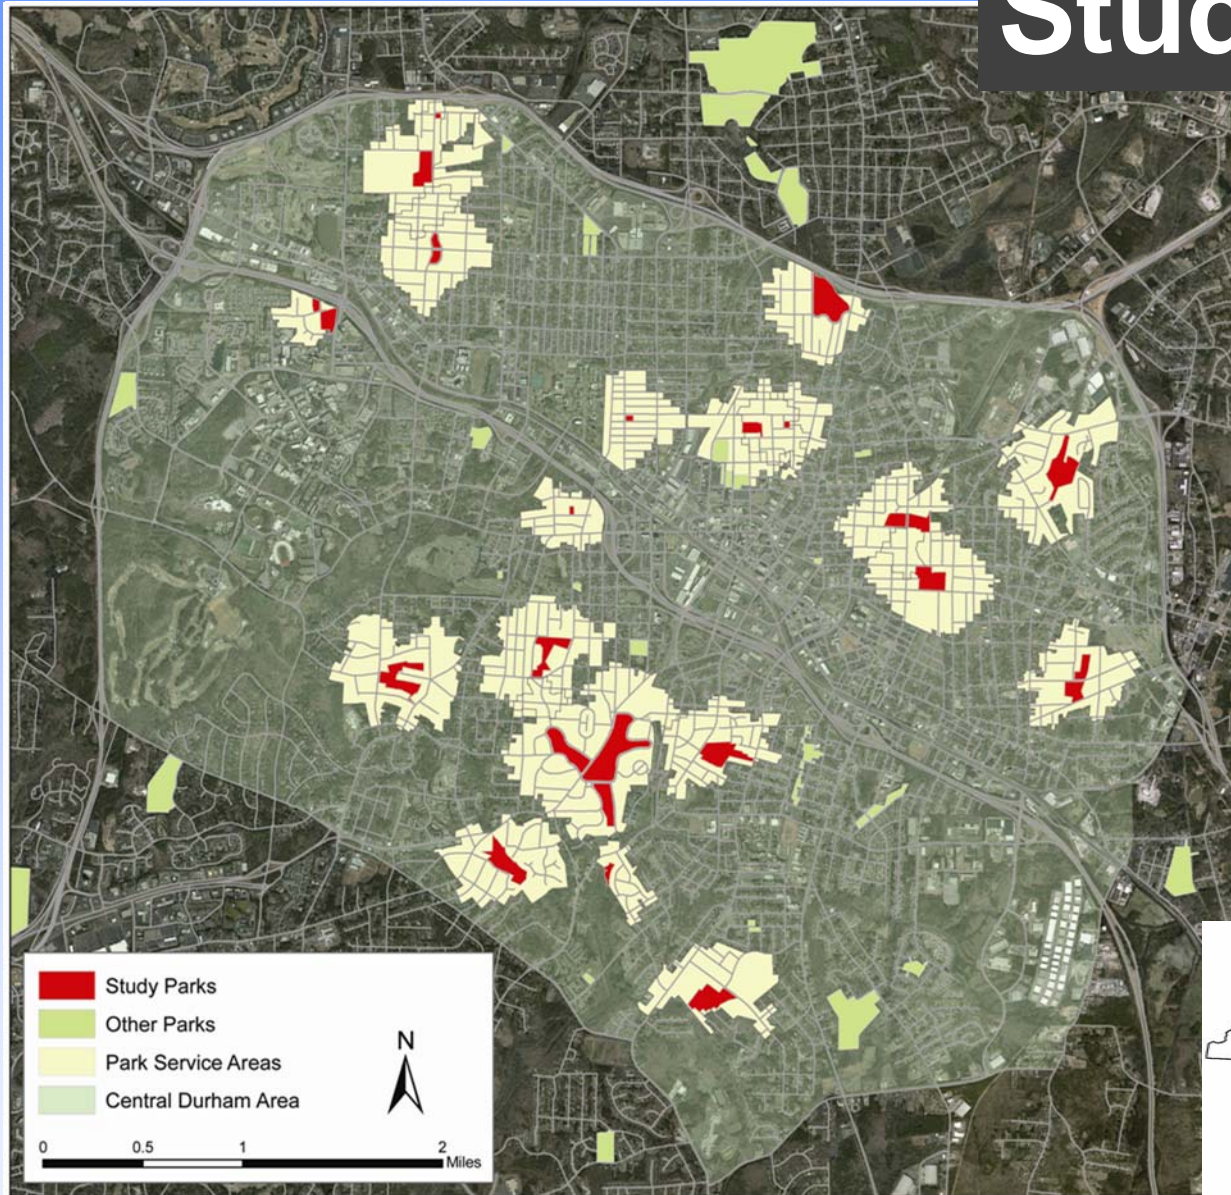 Stud
Study Parks
Other Parks
Park Service Areas
Central Durham Area
N
0 0.5 1 2
Miles